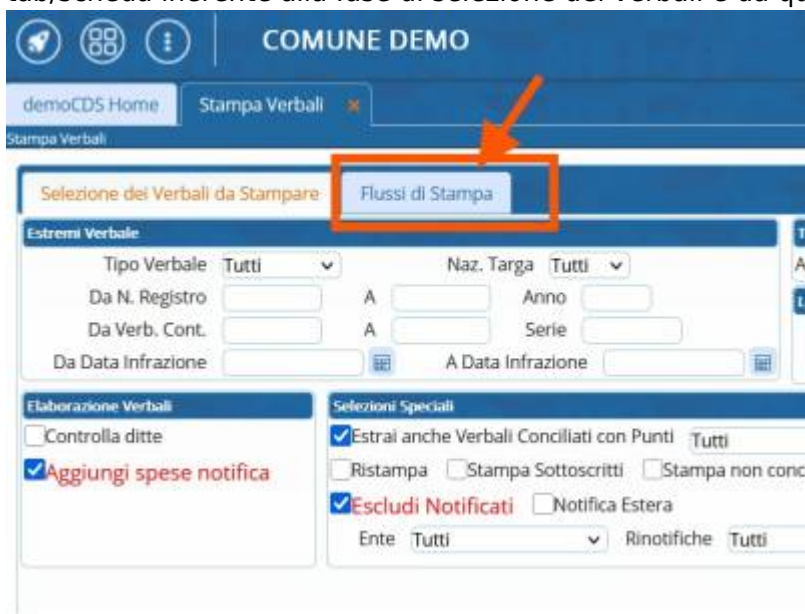 tab/scheda inerente alla fase di selezione dei verbali e da qu
COMUNE DEMO
demoCDS Home Stampa Verbali ×
Stampa Verbali
Selezione dei Verbali da Stampare Flussi di Stampa
Estremi Verbale
Tipo Verbale Tutti Naz. Targa Tutti
Da N. Registro A Anno
Da Verb. Cont. A Serie
Da Data Infrazione A Data Infrazione
Elaborazione Verbali Selezioni Speciali
Controlla ditte Estrai anche Verbali Conciliati con Punti Tutti
Aggiungi spese notifica Ristampa Stampa Sottoscritti Stampa non conc
Escludi Notificati Notifica Estera
Ente Tutti Rinotifiche Tutti